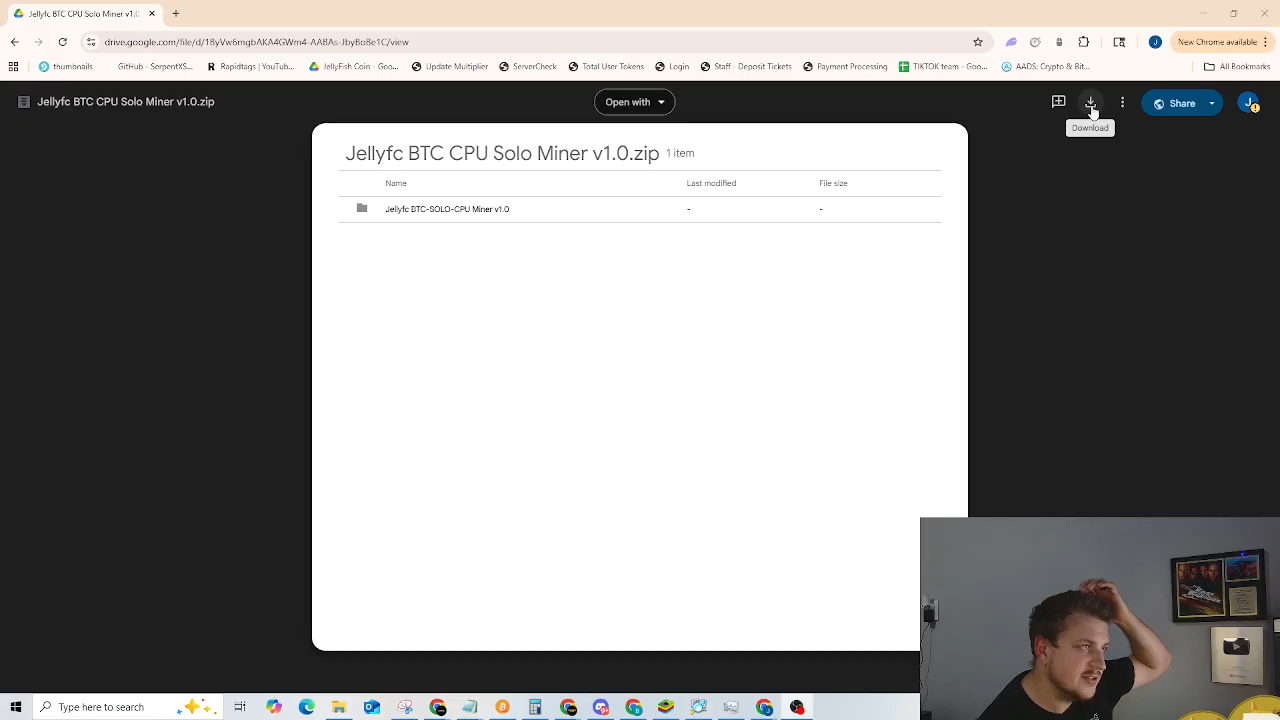 Jellyfc BTC CPU Solo Miner v1.0
drive.google.com/file/d/1ByVw6mgbAKA4GWm4-AABAs-JbyBoBe1C/view
New Chrome available
thumbnails
GitHub - SerpentXS...
Rapidtags | YouTub...
JellyFish Coin - Goo...
Update Multiplier
ServerCheck
Total User Tokens
Login
Staff - Deposit Tickets
Payment Processing
TIKTOK team - Goo...
AADS: Crypto & Bit...
All Bookmarks
Jellyfc BTC CPU Solo Miner v1.0.zip
Open with
Share
J
Download
Jellyfc BTC CPU Solo Miner v1.0.zip 1 item
Name
Last modified
File size
Jellyfc BTC-SOLO-CPU Miner v1.0
-
-
Type here to search